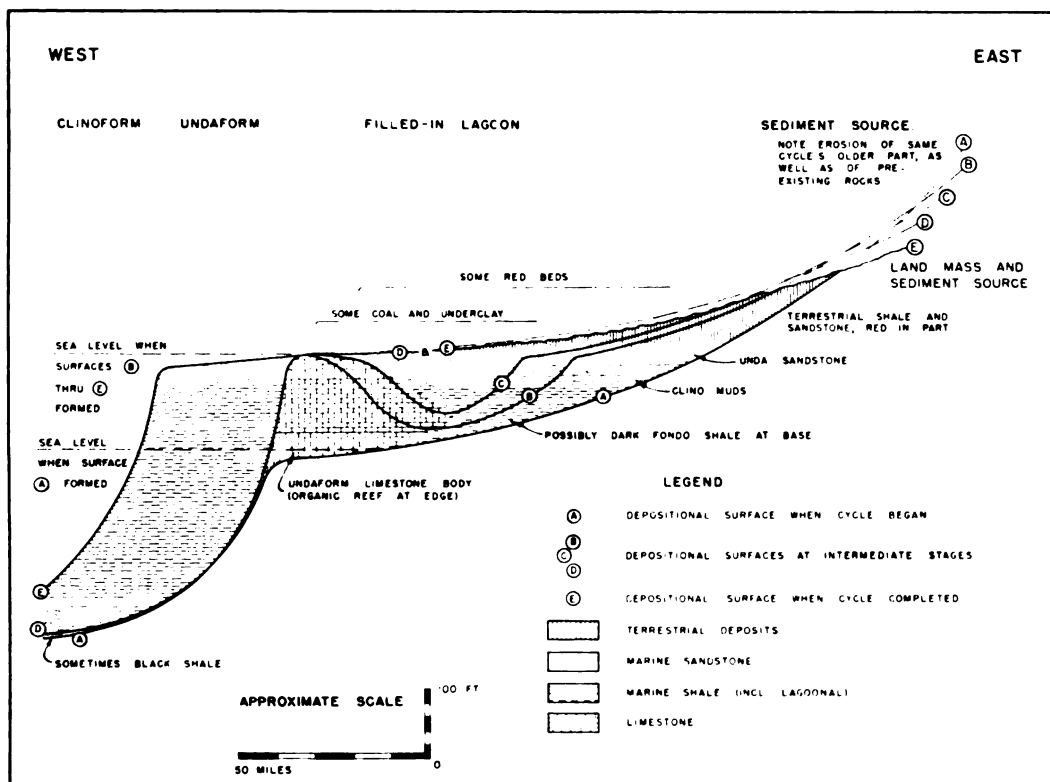 WEST
EAST
CLINOFORM
UNDAFORM
FILLED-IN LAGOON
SEDIMENT SOURCE.
NOTE EROSION OF SAME
CYCLE'S OLDER PART, AS
WELL AS OF PRE-
EXISTING ROCKS
A
B
C
D
E
LAND MASS AND
SEDIMENT SOURCE
SOME RED BEDS
SOME COAL AND UNDERCLAY
TERRESTRIAL SHALE AND
SANDSTONE, RED IN PART
SEA LEVEL WHEN
SURFACES B
THRU E
FORMED
D & E
UNDA SANDSTONE
C
B
A
CLINO MUDS
POSSIBLY DARK FONDO SHALE AT BASE
SEA LEVEL
WHEN SURFACE
A FORMED
UNDAFORM LIMESTONE BODY
(ORGANIC REEF AT EDGE)
E
D
A
SOMETIMES BLACK SHALE
LEGEND
A DEPOSITIONAL SURFACE WHEN CYCLE BEGAN
B
C DEPOSITIONAL SURFACES AT INTERMEDIATE STAGES
D
E DEPOSITIONAL SURFACE WHEN CYCLE COMPLETED
TERRESTRIAL DEPOSITS
MARINE SANDSTONE
MARINE SHALE (INCL LAGOONAL)
LIMESTONE
APPROXIMATE SCALE
100 FT
0
50 MILES